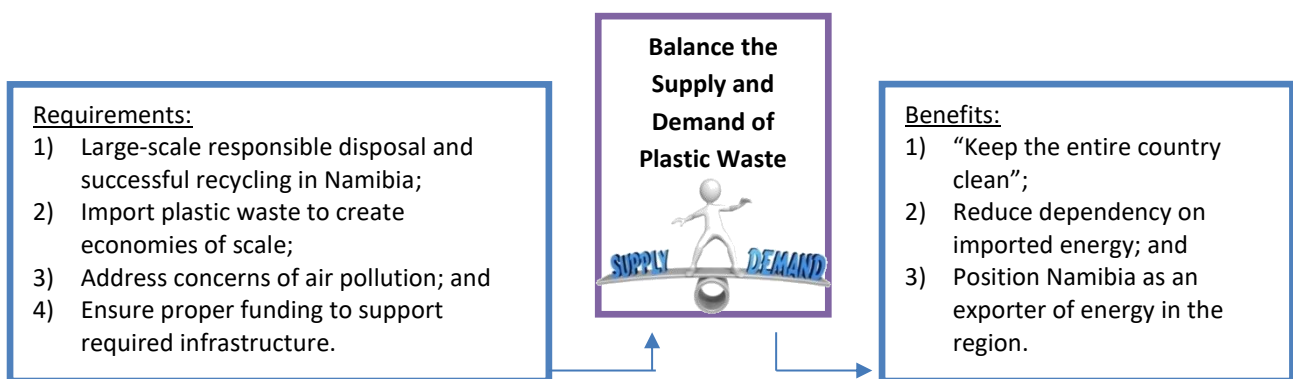 Requirements:
1) Large-scale responsible disposal and
successful recycling in Namibia;
2) Import plastic waste to create
economies of scale;
3) Address concerns of air pollution; and
4) Ensure proper funding to support
required infrastructure.
Balance the
Supply and
Demand of
Plastic Waste
SUPPLY DEMAND
Benefits:
1) “Keep the entire country
clean”;
2) Reduce dependency on
imported energy; and
3) Position Namibia as an
exporter of energy in the
region.